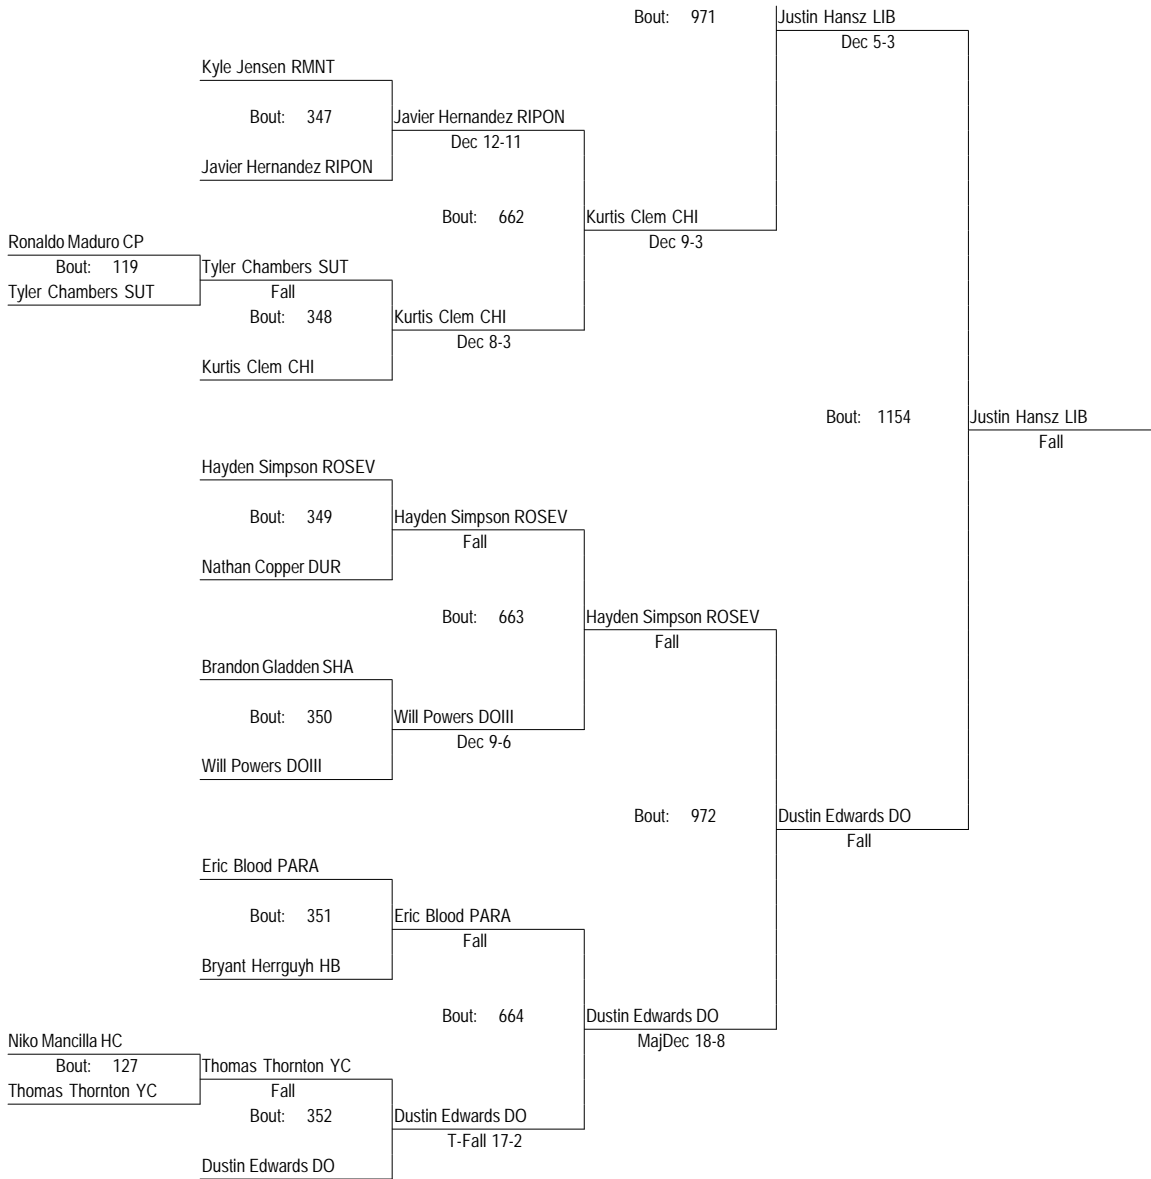 Bout: 971 Justin Hansz LIB
Dec 5-3
Kyle Jensen RMNT
Bout: 347 Javier Hernandez RIPON
Dec 12-11
Javier Hernandez RIPON
Bout: 662 Kurtis Clem CHI
Dec 9-3
Ronaldo Maduro CP
Bout: 119 Tyler Chambers SUT
Tyler Chambers SUT Fall
Bout: 348 Kurtis Clem CHI
Dec 8-3
Kurtis Clem CHI
Bout: 1154 Justin Hansz LIB
Fall
Hayden Simpson ROSEV
Bout: 349 Hayden Simpson ROSEV
Fall
Nathan Copper DUR
Bout: 663 Hayden Simpson ROSEV
Fall
Brandon Gladden SHA
Bout: 350 Will Powers DOIII
Dec 9-6
Will Powers DOIII
Bout: 972 Dustin Edwards DO
Fall
Eric Blood PARA
Bout: 351 Eric Blood PARA
Fall
Bryant Herrguyh HB
Bout: 664 Dustin Edwards DO
MajDec 18-8
Niko Mancilla HC
Bout: 127 Thomas Thornton YC
Thomas Thornton YC Fall
Bout: 352 Dustin Edwards DO
T-Fall 17-2
Dustin Edwards DO